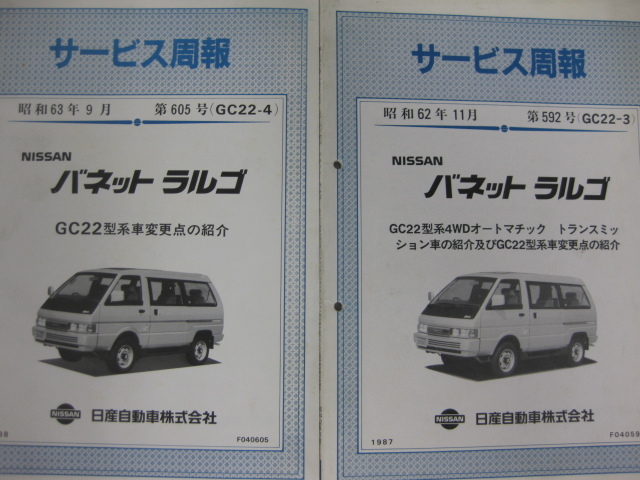 サービス周報
昭和63年9月 第605号(GC22-4)
NISSAN
バネット ラルゴ
GC22型系車変更点の紹介
NISSAN 日産自動車株式会社
F040605
サービス周報
昭和62年11月 第592号(GC22-3)
NISSAN
バネット ラルゴ
GC22型系4WDオートマチック トランスミッ
ション車の紹介及びGC22型系車変更点の紹介
NISSAN 日産自動車株式会社
1987
F04059